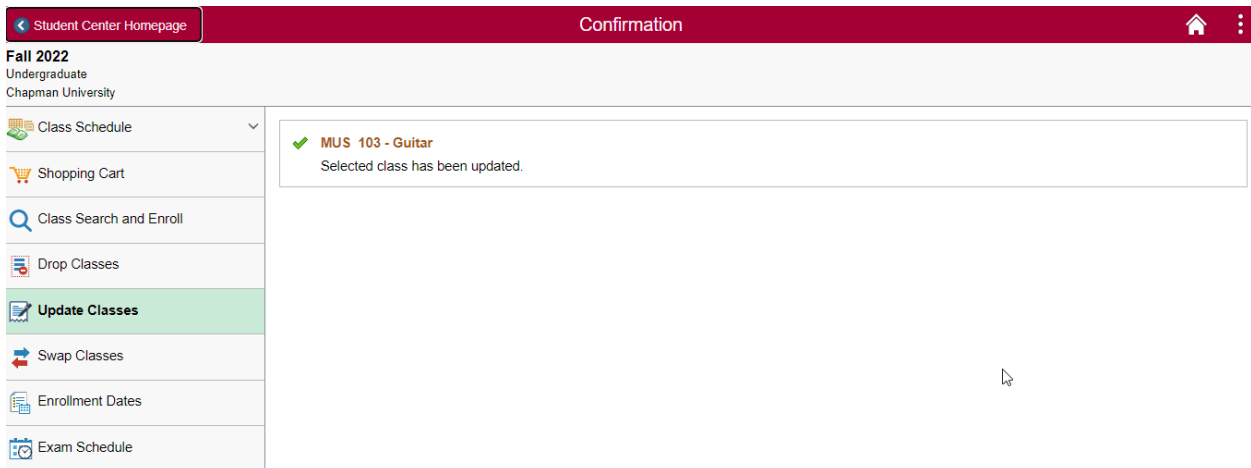 Student Center Homepage
Confirmation
Fall 2022
Undergraduate
Chapman University
Class Schedule
Shopping Cart
Class Search and Enroll
Drop Classes
Update Classes
Swap Classes
Enrollment Dates
Exam Schedule
MUS 103 - Guitar
Selected class has been updated.